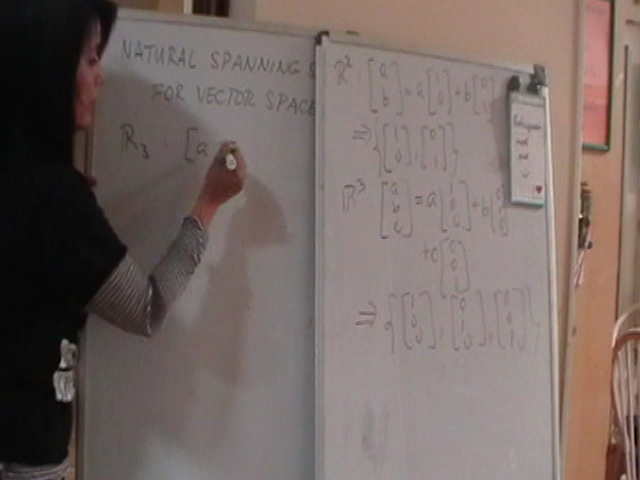 NATURAL SPANNING S
FOR VECTOR SPACE
R₃ : [a
R² : [a b] = a [1 0] + b [0 1]
⇒ {[1 0], [0 1]}
R³ : [a b c] = a [1 0 0] + b [0 1 0]
+ c [0 0 1]
⇒ {[1 0 0], [0 1 0], [0 0 1]}